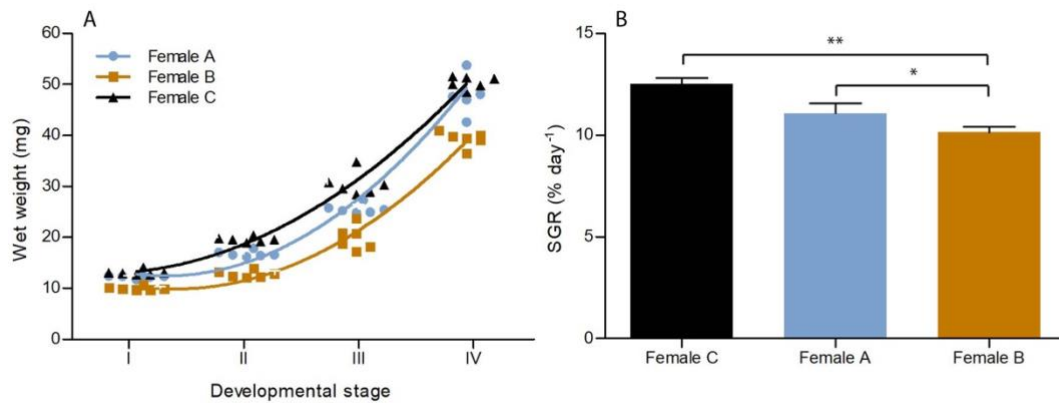 A
Female A
Female B
Female C
60
50
40
30
20
10
0
Wet weight (mg)
I II III IV
Developmental stage
B
15
10
5
0
SGR (% day⁻¹)
**
*
Female C Female A Female B